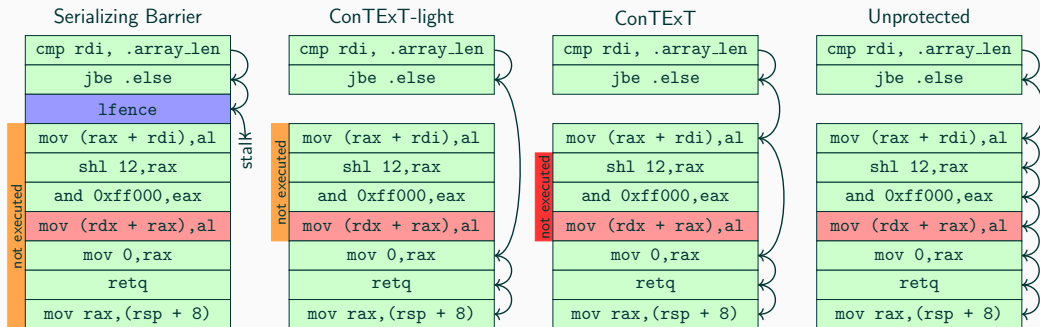 Serializing Barrier
cmp rdi, .array_len
jbe .else
lfence
mov (rax + rdi),al
shl 12,rax
and 0xff000,eax
mov (rdx + rax),al
mov 0,rax
retq
mov rax,(rsp + 8)
not executed
stall
ConTExT-light
cmp rdi, .array_len
jbe .else
mov (rax + rdi),al
shl 12,rax
and 0xff000,eax
mov (rdx + rax),al
mov 0,rax
retq
mov rax,(rsp + 8)
not executed
ConTExT
cmp rdi, .array_len
jbe .else
mov (rax + rdi),al
shl 12,rax
and 0xff000,eax
mov (rdx + rax),al
mov 0,rax
retq
mov rax,(rsp + 8)
not executed
Unprotected
cmp rdi, .array_len
jbe .else
mov (rax + rdi),al
shl 12,rax
and 0xff000,eax
mov (rdx + rax),al
mov 0,rax
retq
mov rax,(rsp + 8)